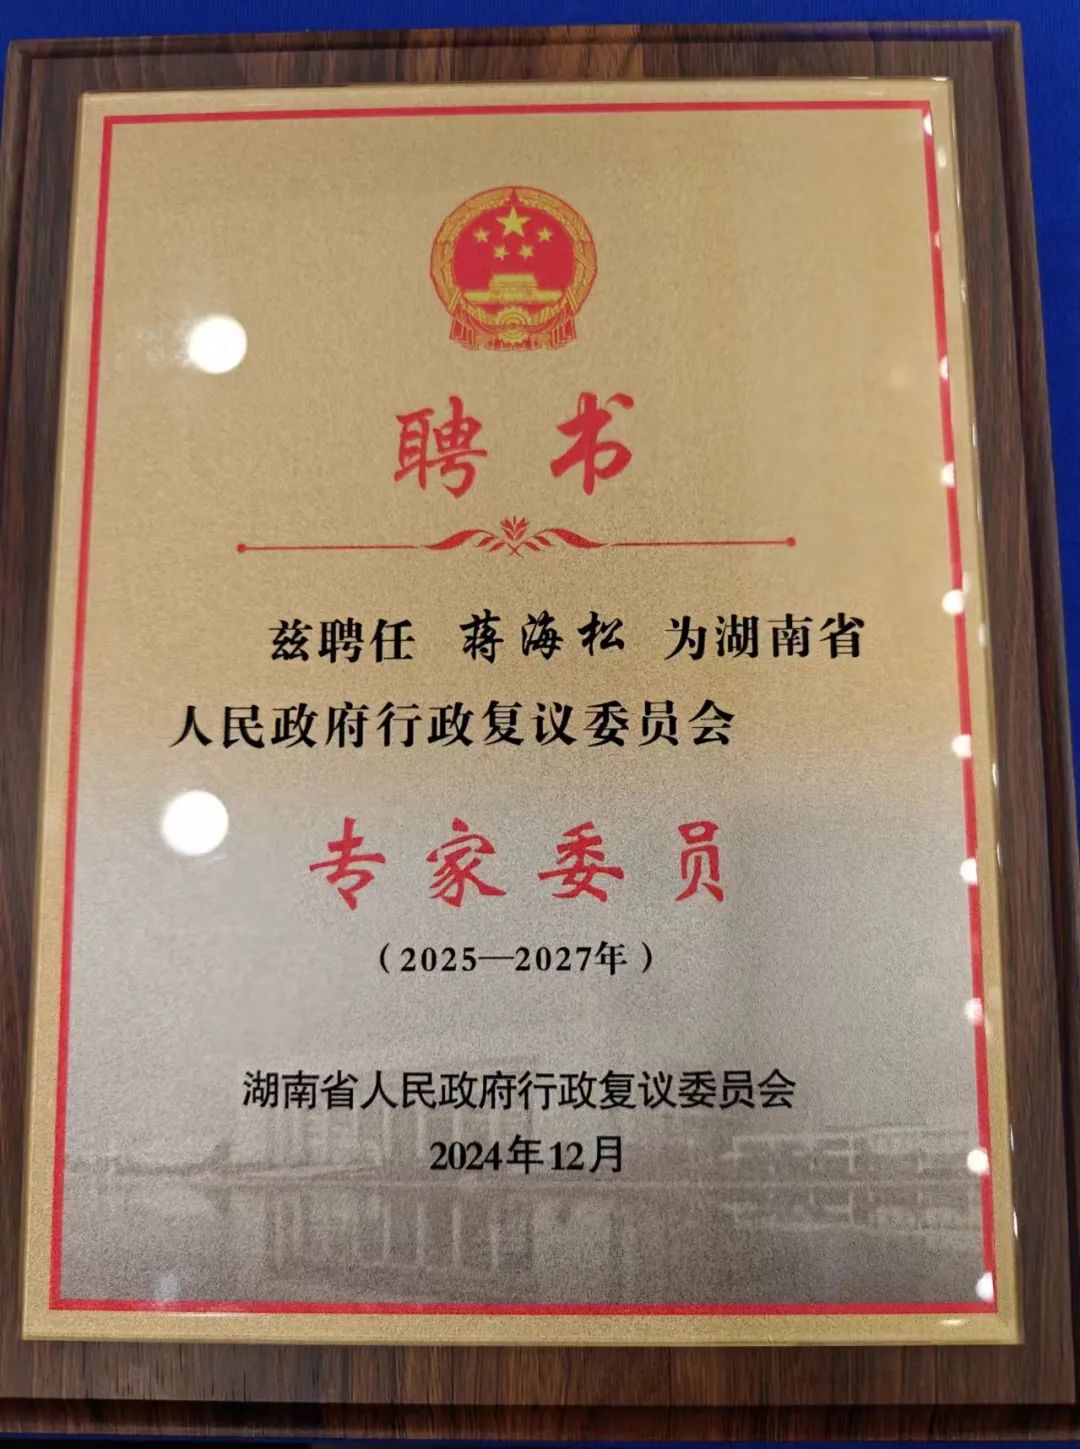 聘书
兹聘任 蒋海松 为湖南省
人民政府行政复议委员会
专家委员
（2025—2027年）
湖南省人民政府行政复议委员会
2024年12月